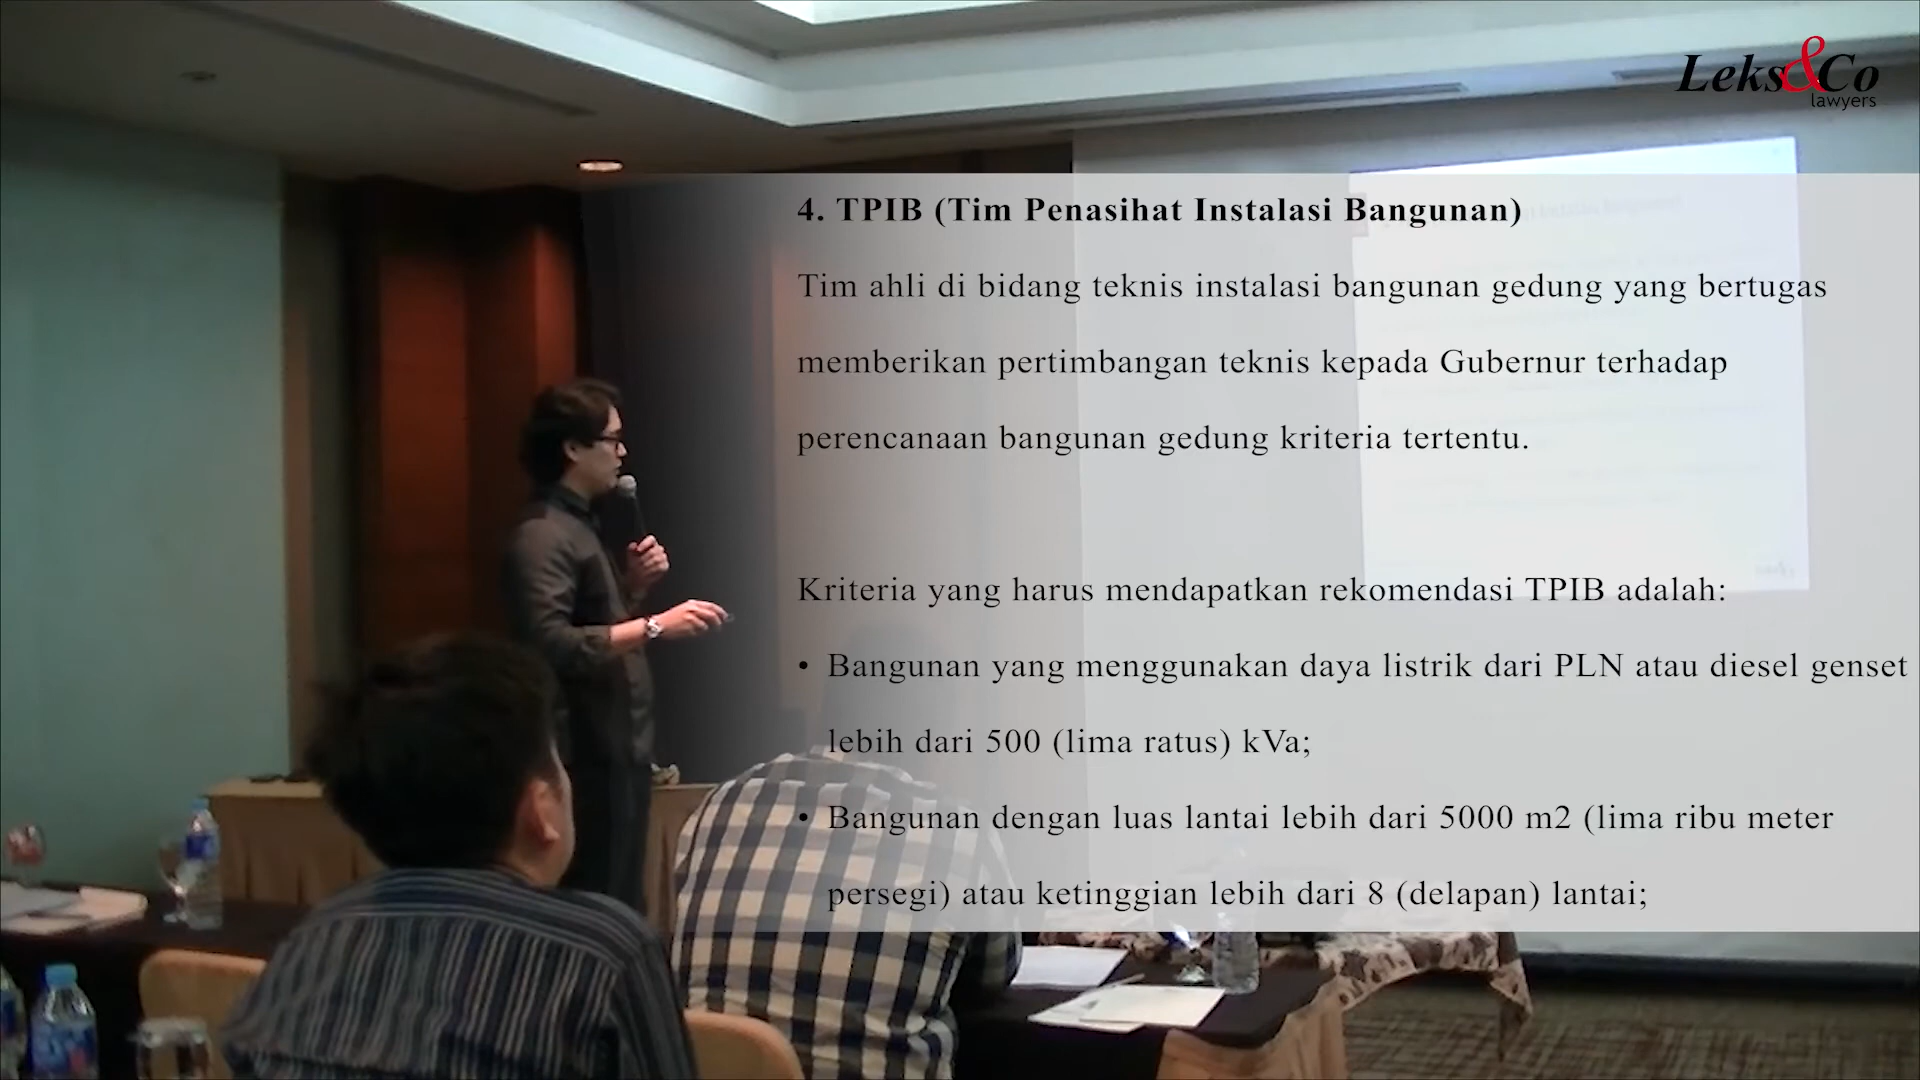 Leks&Co
lawyers
4. TPIB (Tim Penasihat Instalasi Bangunan)
Tim ahli di bidang teknis instalasi bangunan gedung yang bertugas
memberikan pertimbangan teknis kepada Gubernur terhadap
perencanaan bangunan gedung kriteria tertentu.
Kriteria yang harus mendapatkan rekomendasi TPIB adalah:
• Bangunan yang menggunakan daya listrik dari PLN atau diesel genset
lebih dari 500 (lima ratus) kVa;
• Bangunan dengan luas lantai lebih dari 5000 m2 (lima ribu meter
persegi) atau ketinggian lebih dari 8 (delapan) lantai;